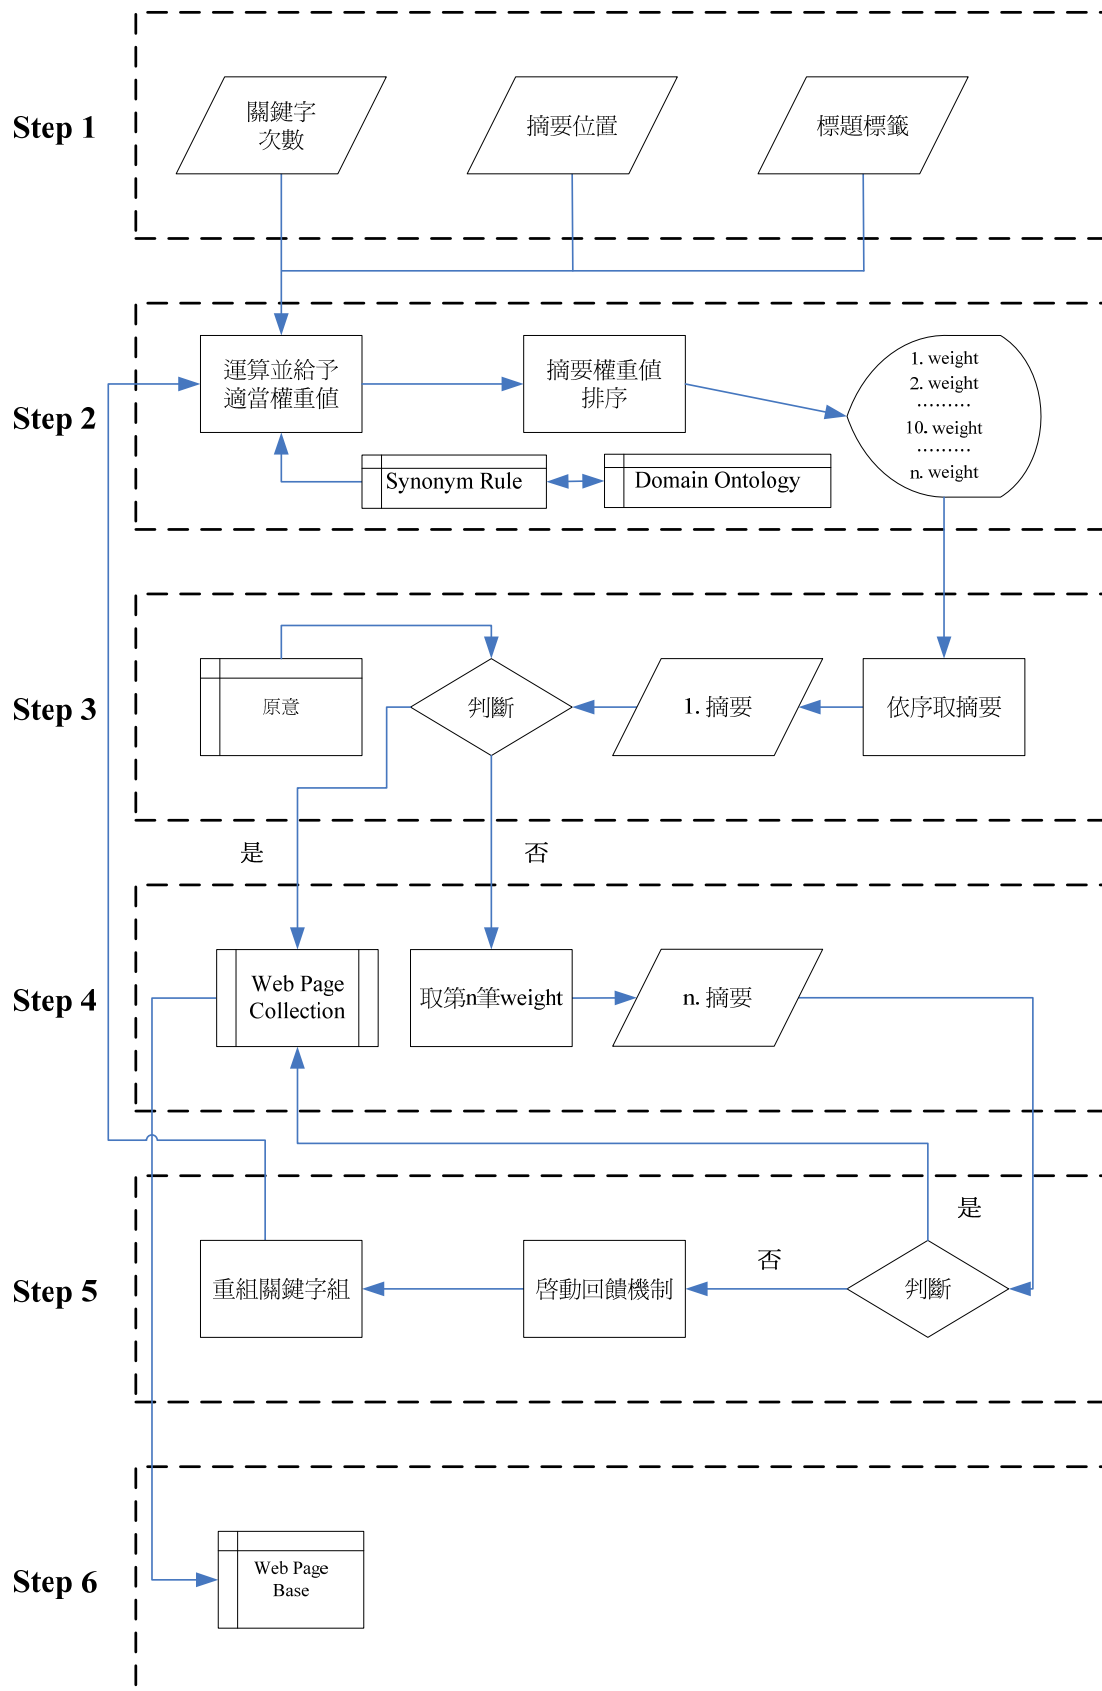 Step 1
關鍵字
次數
摘要位置
標題標籤
Step 2
運算並給予
適當權重值
摘要權重值
排序
1. weight
2. weight
.........
10. weight
.........
n. weight
Synonym Rule
Domain Ontology
Step 3
原意
判斷
1. 摘要
依序取摘要
是
否
Step 4
Web Page
Collection
取第n筆weight
n. 摘要
Step 5
是
否
重組關鍵字組
啓動回饋機制
判斷
Step 6
Web Page
Base